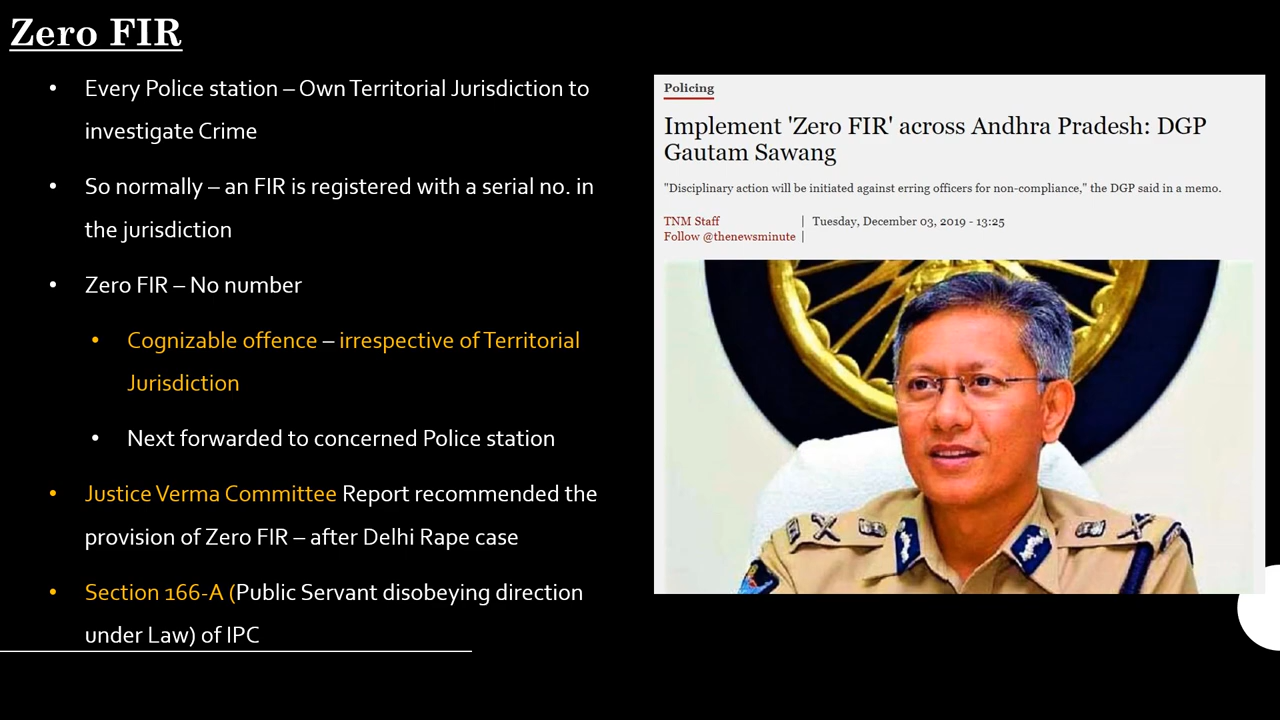 Zero FIR
• Every Police station – Own Territorial Jurisdiction to
investigate Crime
• So normally – an FIR is registered with a serial no. in
the jurisdiction
• Zero FIR – No number
• Cognizable offence – irrespective of Territorial
Jurisdiction
• Next forwarded to concerned Police station
• Justice Verma Committee Report recommended the
provision of Zero FIR – after Delhi Rape case
• Section 166-A (Public Servant disobeying direction
under Law) of IPC
Policing
Implement 'Zero FIR' across Andhra Pradesh: DGP
Gautam Sawang
"Disciplinary action will be initiated against erring officers for non-compliance," the DGP said in a memo.
TNM Staff | Tuesday, December 03, 2019 - 13:25
Follow @thenewsminute |